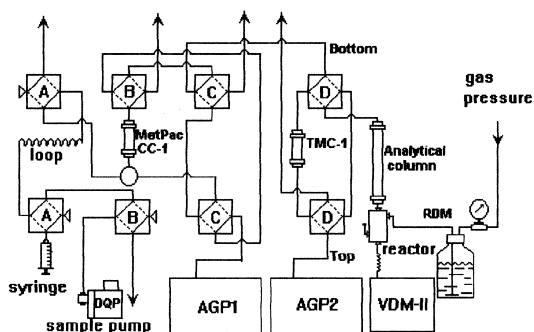 Bottom
gas
pressure
A
B
C
D
MetPac
CC-1
loop
TMC-1
Analytical
column
A
B
C
D
RDM
Top
reactor
syringe
DQP
sample pump
AGP1
AGP2
VDM-II